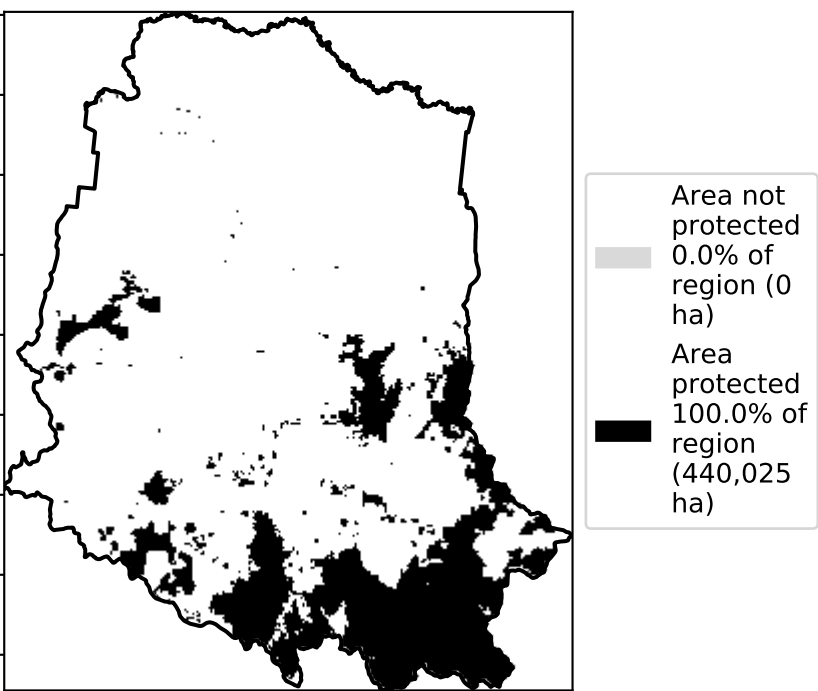 Area not
protected
0.0% of
region (0
ha)
Area
protected
100.0% of
region
(440,025
ha)